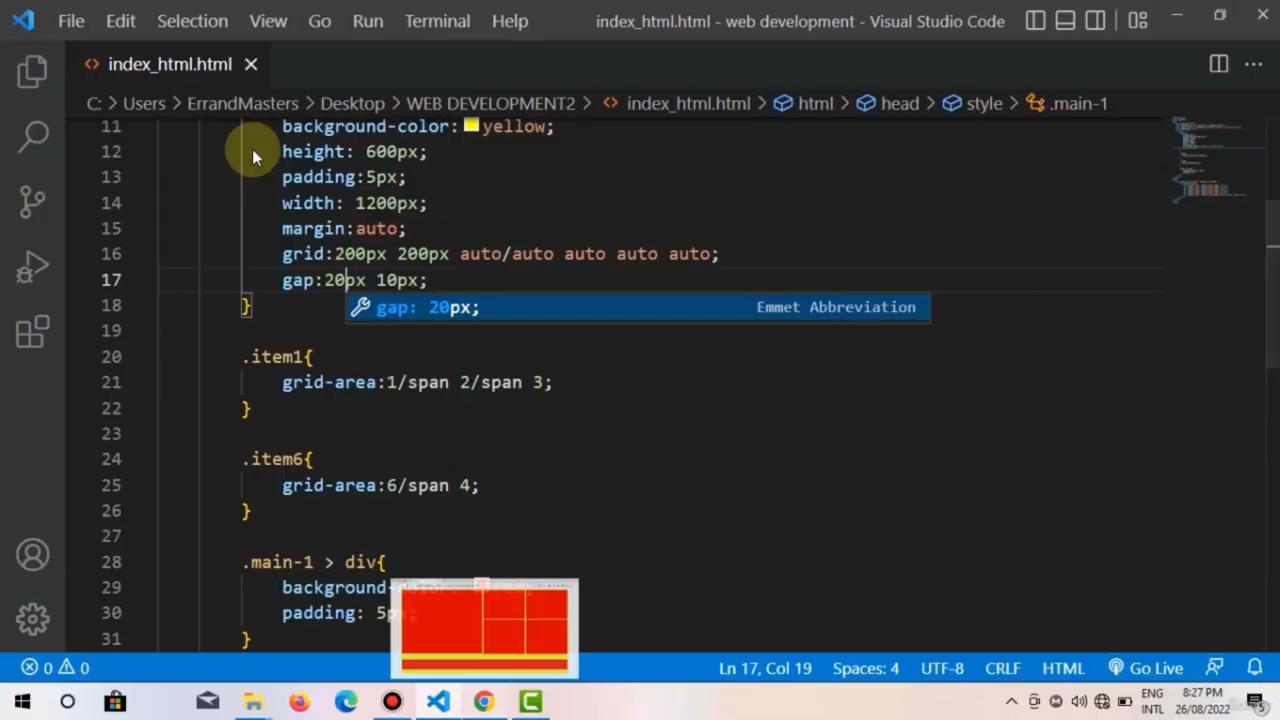 File Edit Selection View Go Run Terminal Help index_html.html - web development - Visual Studio Code
index_html.html
C: > Users > ErrandMasters > Desktop > WEB DEVELOPMENT2 > index_html.html > html > head > style > .main-1
11 background-color: yellow;
12 height: 600px;
13 padding:5px;
14 width: 1200px;
15 margin:auto;
16 grid:200px 200px auto/auto auto auto auto;
17 gap:20px 10px;
18 }
gap: 20px; Emmet Abbreviation
19
20 .item1{
21 grid-area:1/span 2/span 3;
22 }
23
24 .item6{
25 grid-area:6/span 4;
26 }
27
28 .main-1 > div{
29 background-
30 padding: 5p
31 }
0 0 Ln 17, Col 19 Spaces: 4 UTF-8 CRLF HTML Go Live
ENG 8:27 PM
INTL 26/08/2022